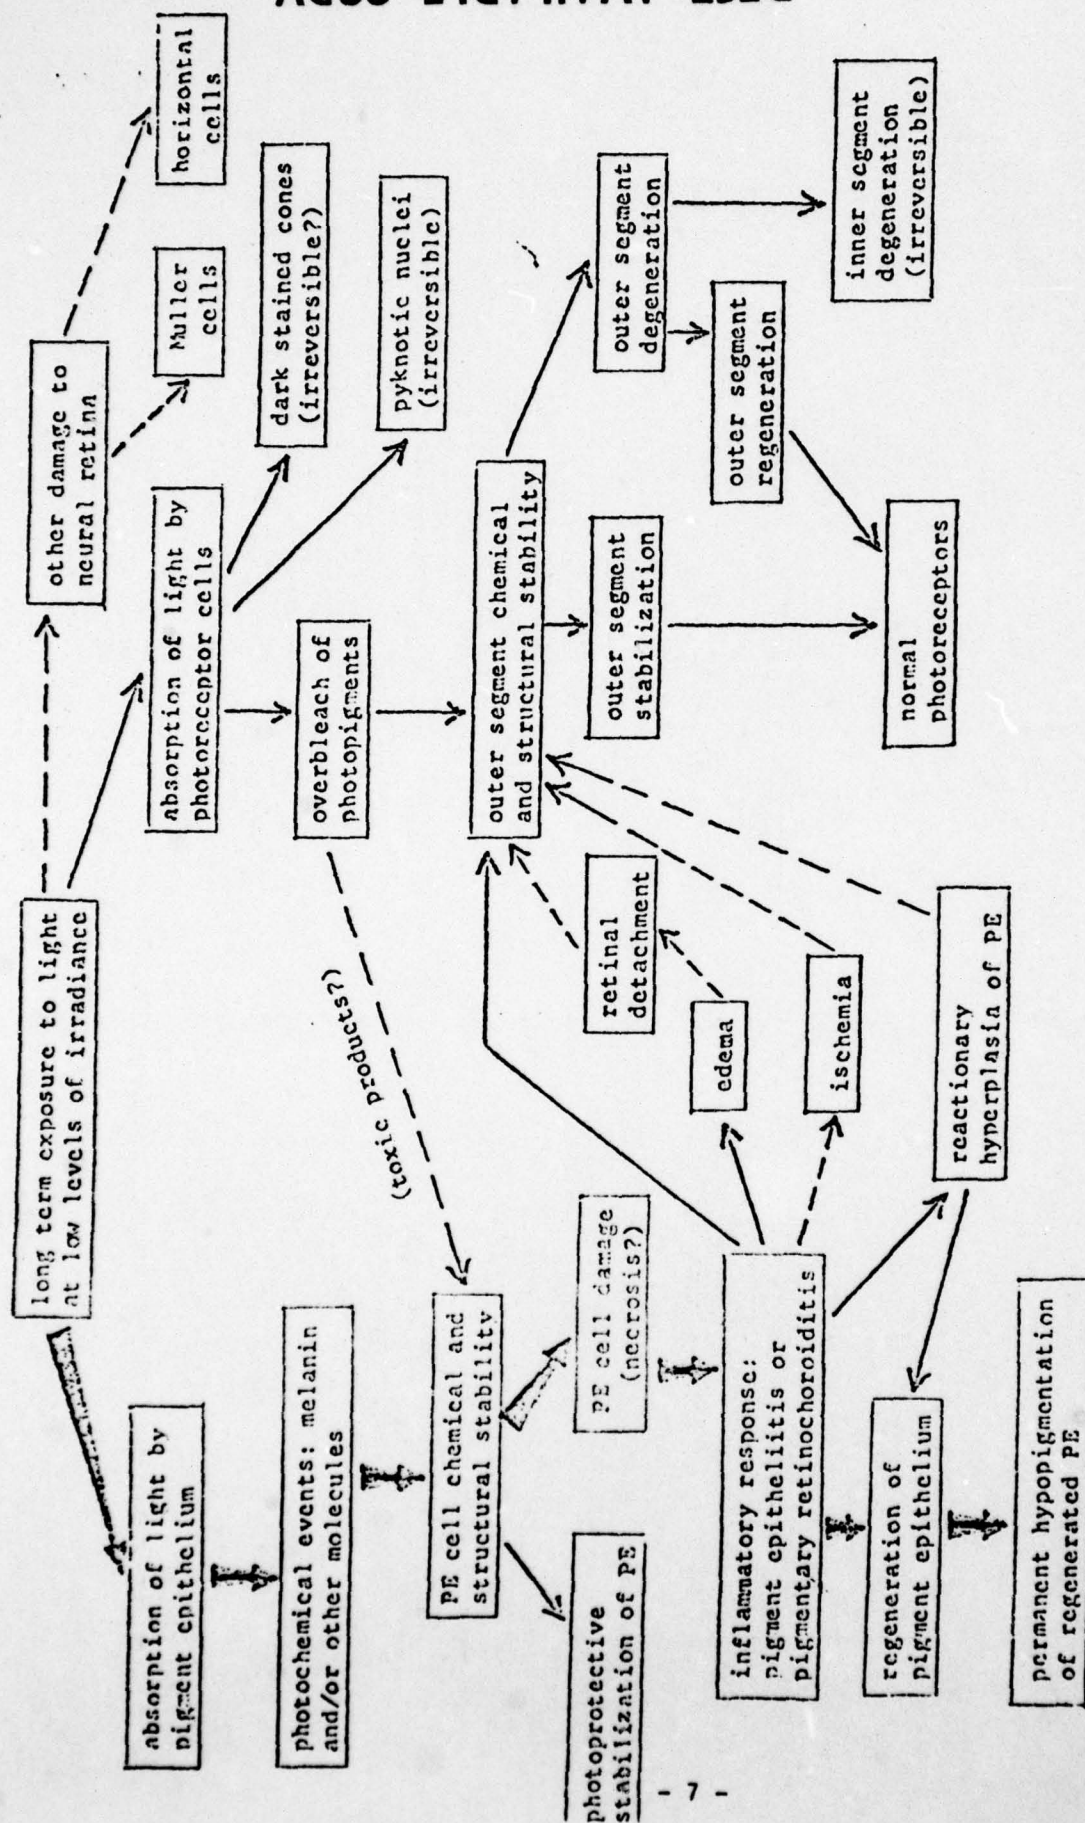 long term exposure to light
at low levels of irradiance
other damage to
neural retina
horizontal
cells
Muller
cells
absorption of light by
pigment epithelium
absorption of light by
photoreceptor cells
dark stained cones
(irreversible?)
pyknotic nuclei
(irreversible)
photochemical events: melanin
and/or other molecules
overbleach of
photopigments
(toxic products?)
PE cell chemical and
structural stability
outer segment chemical
and structural stability
photoprotective
stabilization of PE
PE cell damage
(necrosis?)
retinal
detachment
outer segment
stabilization
outer segment
degeneration
edema
outer segment
regeneration
inflammatory response:
pigment epithelitis or
pigmentary retinochoroiditis
ischemia
inner segment
degeneration
(irreversible)
regeneration of
pigment epithelium
reactionary
hyperplasia of PE
normal
photoreceptors
permanent hypopigmentation
of regenerated PE
- 7 -